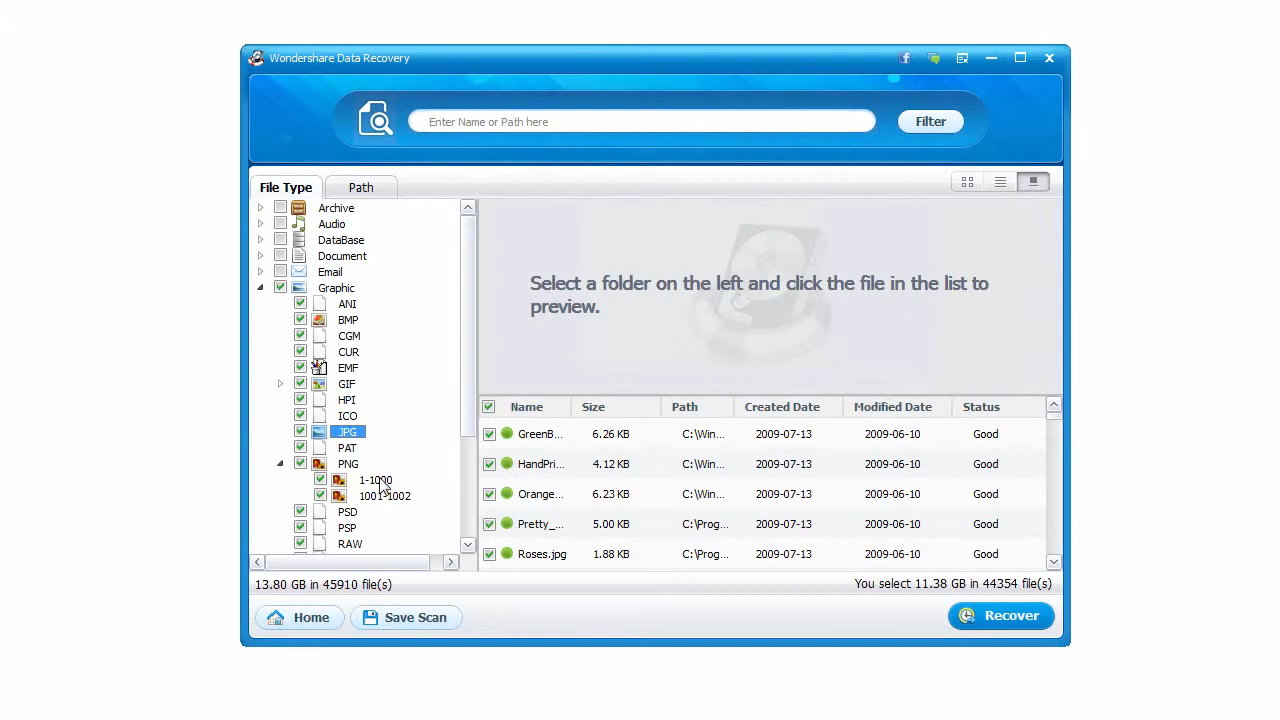 Wondershare Data Recovery
Enter Name or Path here
Filter
File Type
Path
Archive
Audio
DataBase
Document
Email
Graphic
ANI
BMP
CGM
CUR
EMF
GIF
HPI
ICO
JPG
PAT
PNG
1-1000
1001-1002
PSD
PSP
RAW
Select a folder on the left and click the file in the list to
preview.
Name Size Path Created Date Modified Date Status
GreenB... 6.26 KB C:\Win... 2009-07-13 2009-06-10 Good
HandPri... 4.12 KB C:\Win... 2009-07-13 2009-06-10 Good
Orange... 6.23 KB C:\Win... 2009-07-13 2009-06-10 Good
Pretty_... 5.00 KB C:\Prog... 2009-07-13 2009-06-10 Good
Roses.jpg 1.88 KB C:\Prog... 2009-07-13 2009-06-10 Good
13.80 GB in 45910 file(s)
You select 11.38 GB in 44354 file(s)
Home
Save Scan
Recover